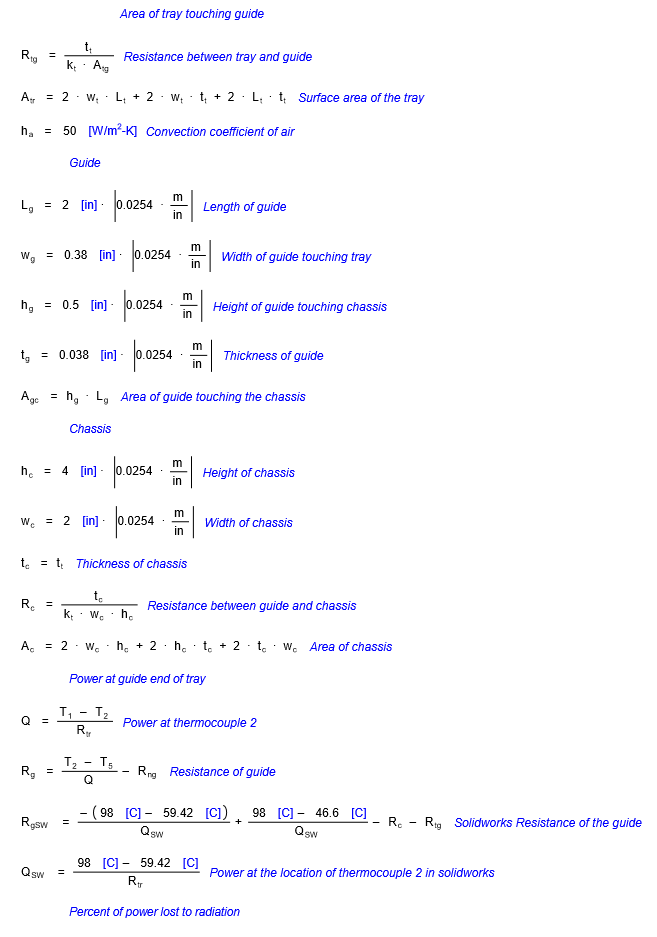 Area of tray touching guide
R_tg = t_t / (k_t · A_tg) Resistance between tray and guide
A_tr = 2 · w_t · L_t + 2 · w_t · t_t + 2 · L_t · t_t Surface area of the tray
h_a = 50 [W/m²-K] Convection coefficient of air
Guide
L_g = 2 [in] · |0.0254 · m/in| Length of guide
w_g = 0.38 [in] · |0.0254 · m/in| Width of guide touching tray
h_g = 0.5 [in] · |0.0254 · m/in| Height of guide touching chassis
t_g = 0.038 [in] · |0.0254 · m/in| Thickness of guide
A_gc = h_g · L_g Area of guide touching the chassis
Chassis
h_c = 4 [in] · |0.0254 · m/in| Height of chassis
w_c = 2 [in] · |0.0254 · m/in| Width of chassis
t_c = t_t Thickness of chassis
R_c = t_c / (k_t · w_c · h_c) Resistance between guide and chassis
A_c = 2 · w_c · h_c + 2 · h_c · t_c + 2 · t_c · w_c Area of chassis
Power at guide end of tray
Q = (T_1 – T_2) / R_tr Power at thermocouple 2
R_g = (T_2 – T_5) / Q – R_ng Resistance of guide
R_gSW = – ( 98 [C] – 59.42 [C] ) / Q_SW + (98 [C] – 46.6 [C]) / Q_SW – R_c – R_tg Solidworks Resistance of the guide
Q_SW = (98 [C] – 59.42 [C]) / R_tr Power at the location of thermocouple 2 in solidworks
Percent of power lost to radiation